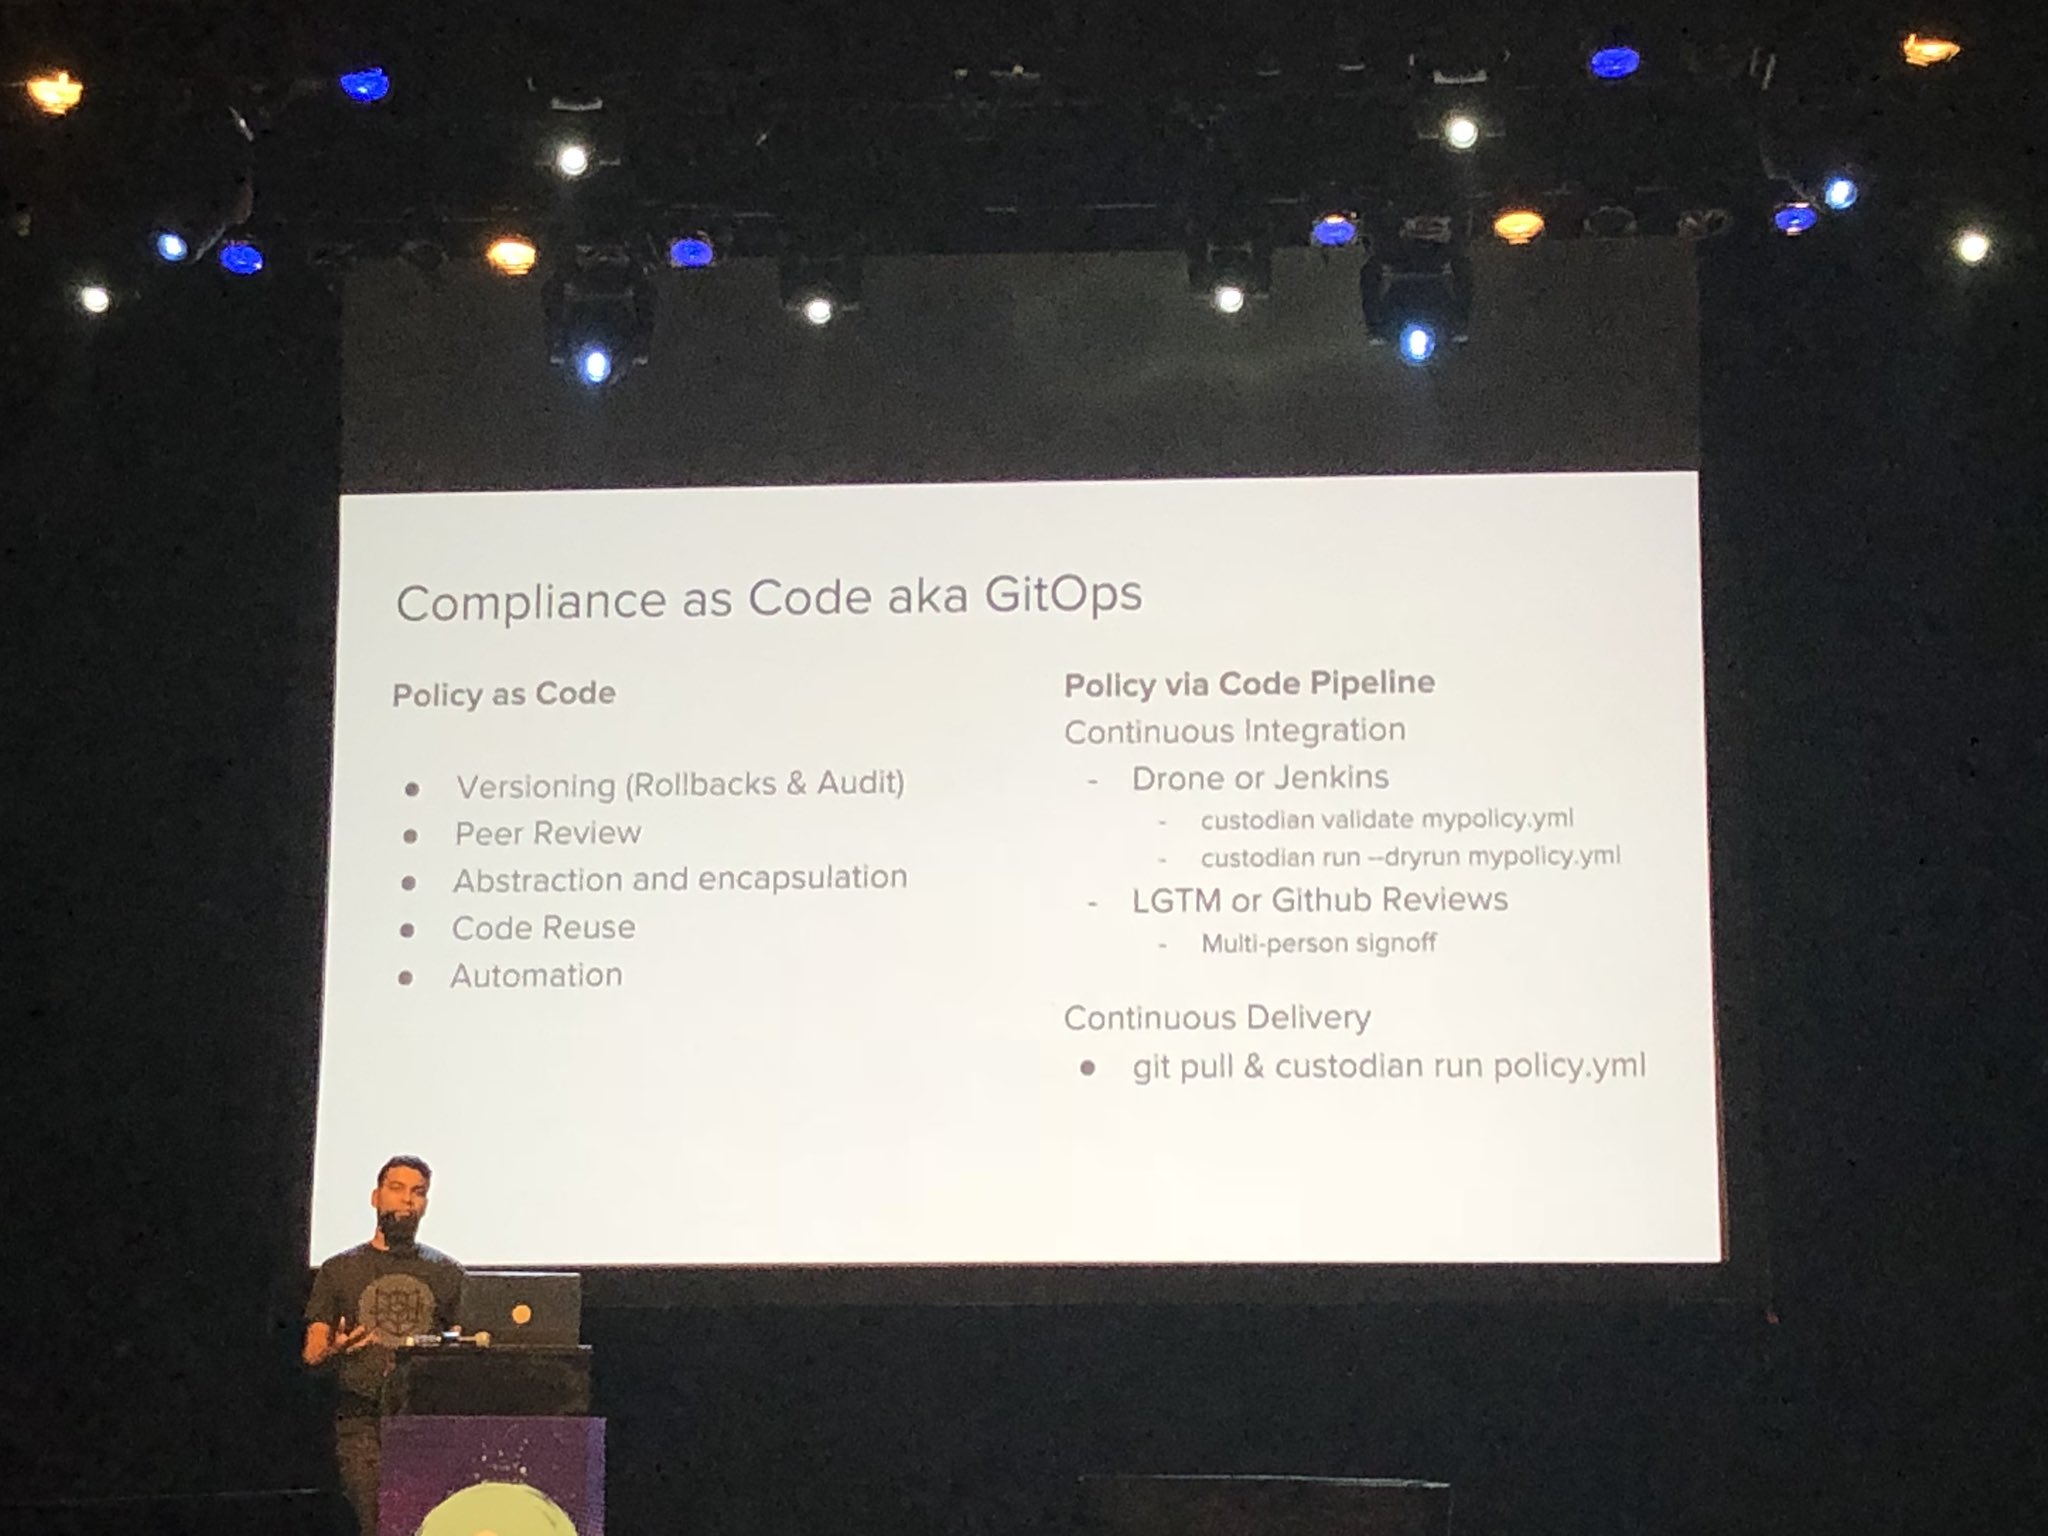 Compliance as Code aka GitOps
Policy as Code
● Versioning (Rollbacks & Audit)
● Peer Review
● Abstraction and encapsulation
● Code Reuse
● Automation
Policy via Code Pipeline
Continuous Integration
- Drone or Jenkins
- custodian validate mypolicy.yml
- custodian run --dryrun mypolicy.yml
- LGTM or Github Reviews
- Multi-person signoff
Continuous Delivery
● git pull & custodian run policy.yml